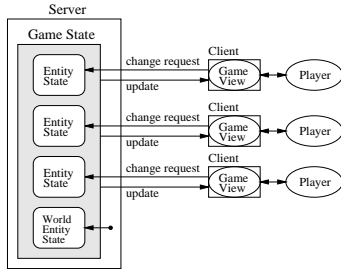 Server
Game State
Entity
State
change request
update
Client
Game
View
Player
Entity
State
change request
update
Client
Game
View
Player
Entity
State
change request
update
Client
Game
View
Player
World
Entity
State